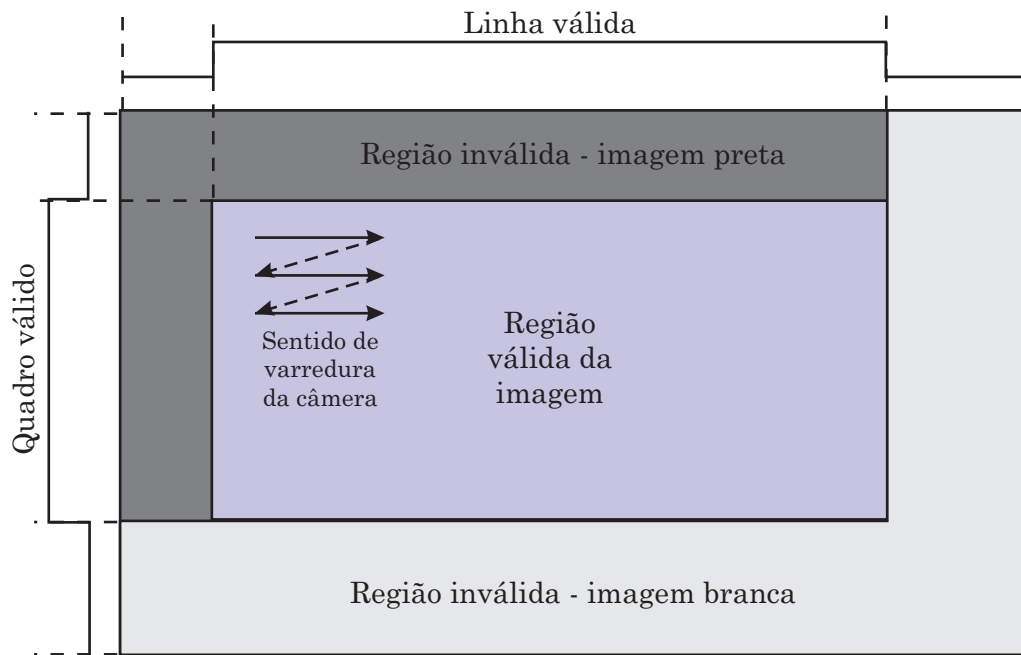 Linha válida
Região inválida - imagem preta
Quadro válido
Sentido de
varredura
da câmera
Região
válida da
imagem
Região inválida - imagem branca